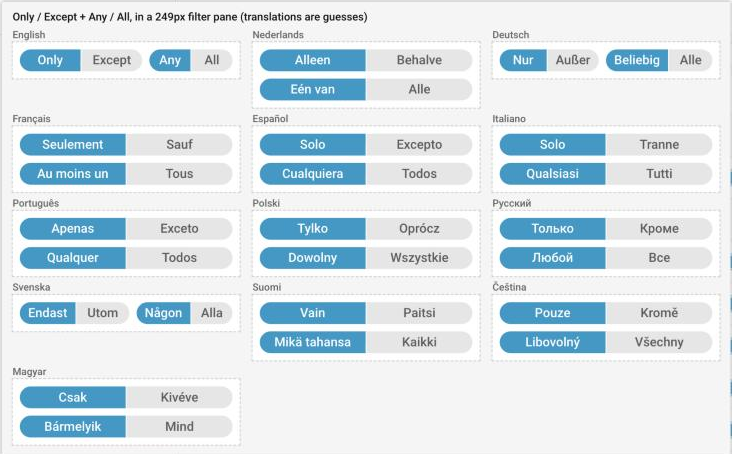 Only / Except + Any / All, in a 249px filter pane (translations are guesses)
English
Only Except Any All
Nederlands
Alleen Behalve
Eén van Alle
Deutsch
Nur Außer Beliebig Alle
Français
Seulement Sauf
Au moins un Tous
Español
Solo Excepto
Cualquiera Todos
Italiano
Solo Tranne
Qualsiasi Tutti
Português
Apenas Exceto
Qualquer Todos
Polski
Tylko Oprócz
Dowolny Wszystkie
Русский
Только Кроме
Любой Все
Svenska
Endast Utom Någon Alla
Suomi
Vain Paitsi
Mikä tahansa Kaikki
Čeština
Pouze Kromě
Libovolný Všechny
Magyar
Csak Kivéve
Bármelyik Mind